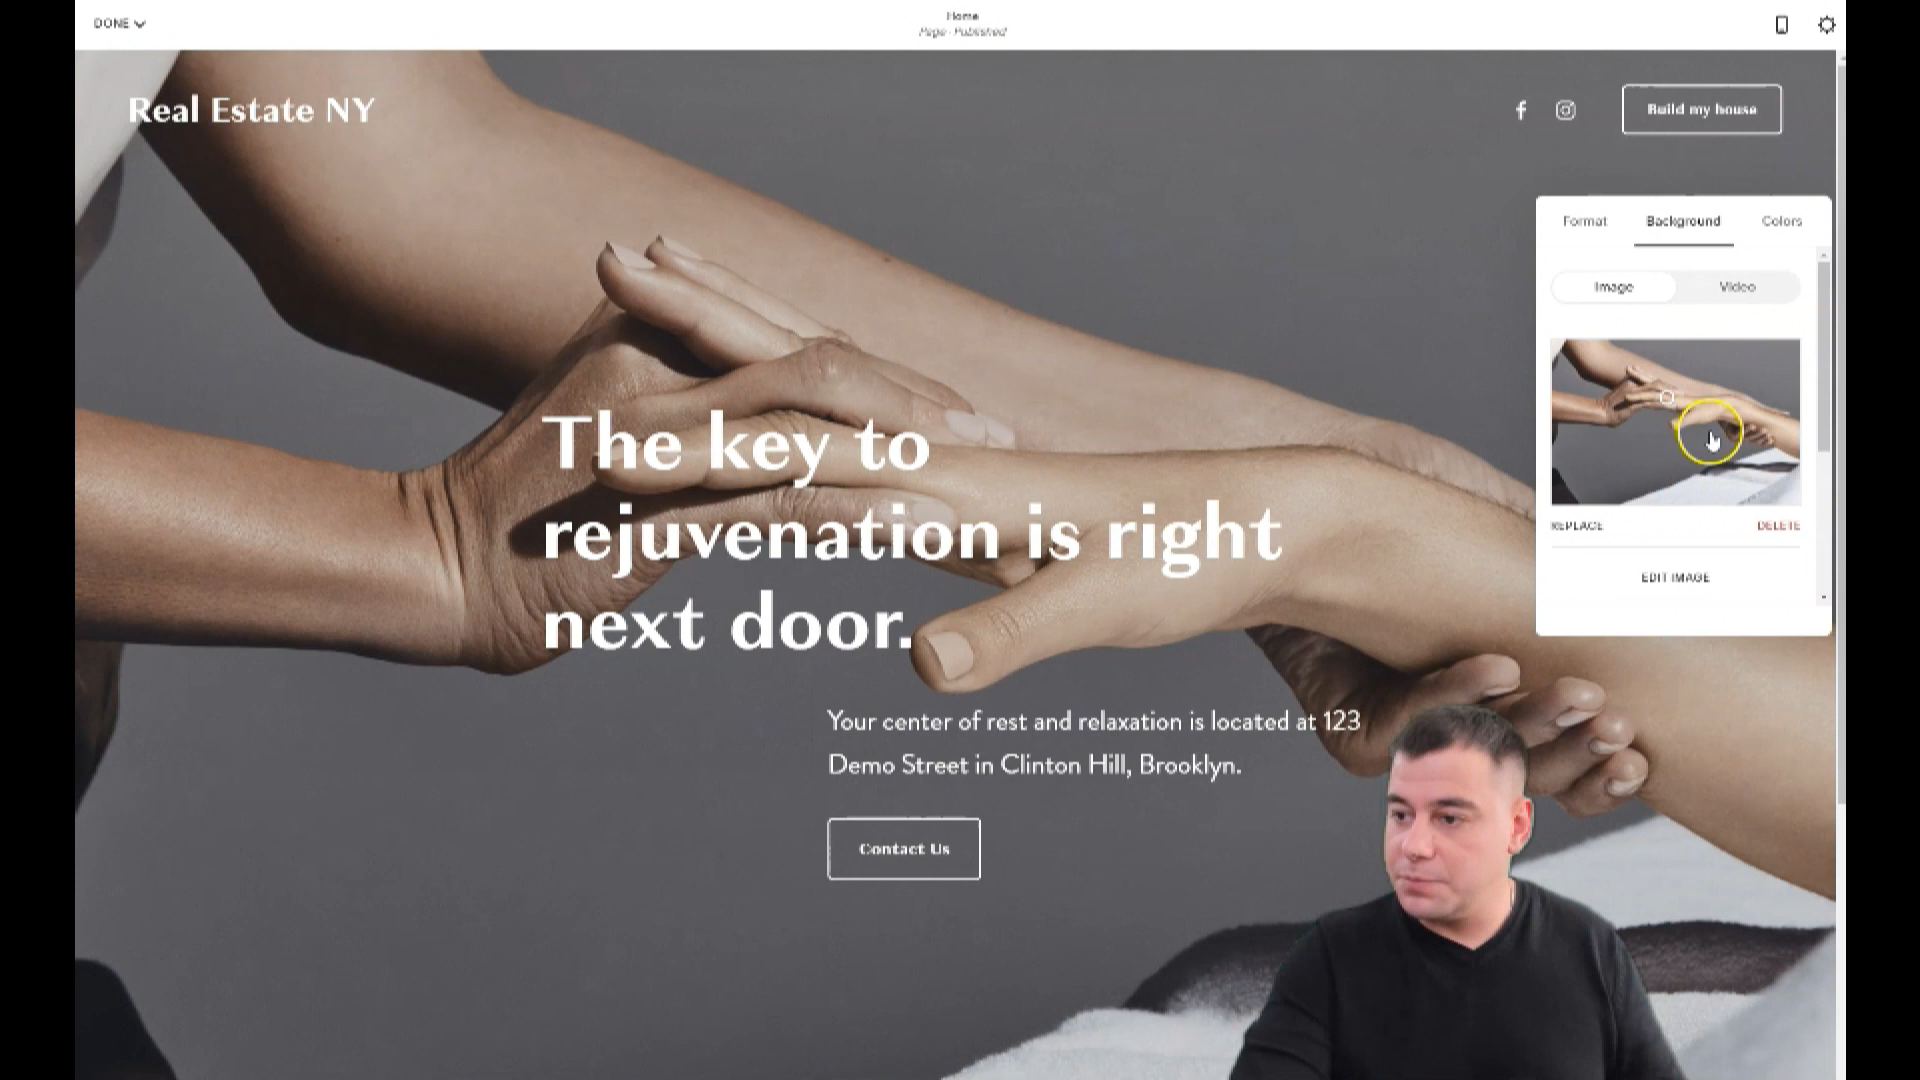 DONE
Home
Page · Published
Real Estate NY
Build my house
Format
Background
Colors
Image
Video
REPLACE
DELETE
EDIT IMAGE
The key to
rejuvenation is right
next door.
Your center of rest and relaxation is located at 123
Demo Street in Clinton Hill, Brooklyn.
Contact Us